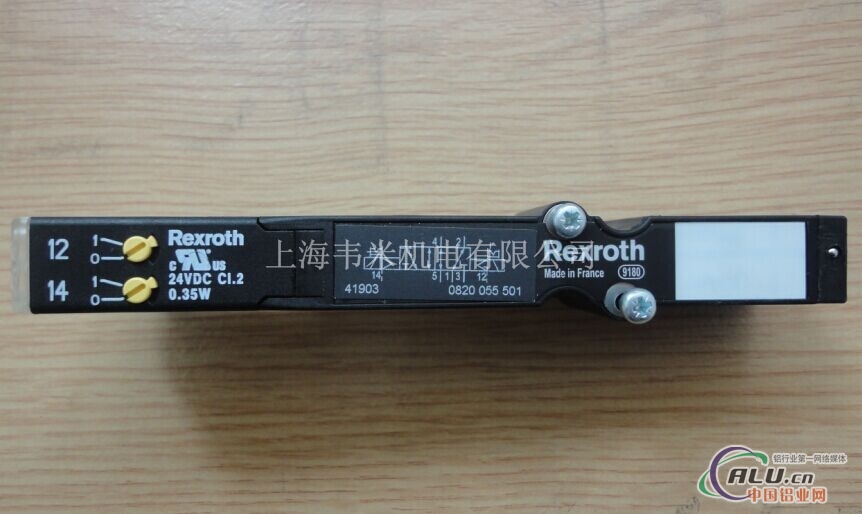 12
1
0
14
1
0
Rexroth
c UL us
24VDC Cl.2
0.35W
上海韦米机电有限公司
4 2
14 5 1 3 12
41903
0820 055 501
Rexroth
Made in France
9180
铝行业第一网络媒体
ALU.cn
中国铝业网